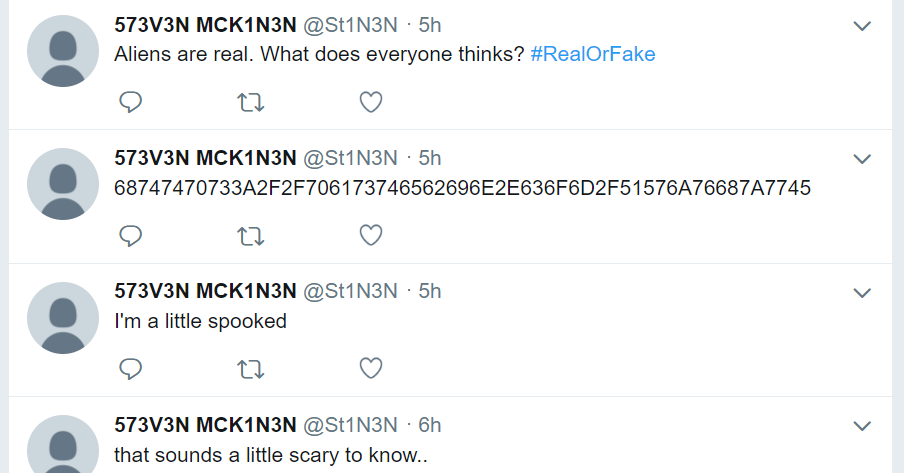 573V3N MCK1N3N @St1N3N · 5h
Aliens are real. What does everyone thinks? #RealOrFake
573V3N MCK1N3N @St1N3N · 5h
68747470733A2F2F706173746562696E2E636F6D2F51576A76687A7745
573V3N MCK1N3N @St1N3N · 5h
I'm a little spooked
573V3N MCK1N3N @St1N3N · 6h
that sounds a little scary to know..